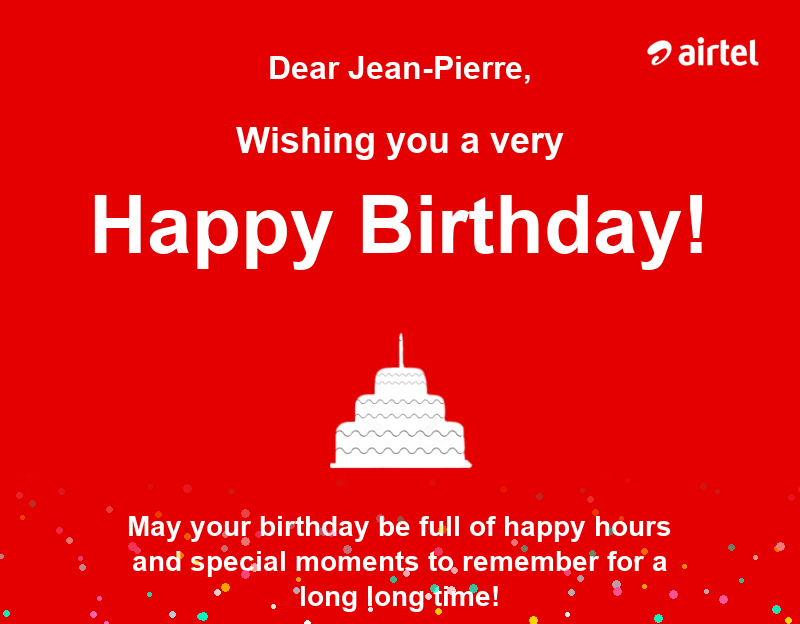 airtel
Dear Jean-Pierre,
Wishing you a very
Happy Birthday!
May your birthday be full of happy hours
and special moments to remember for a
long long time!